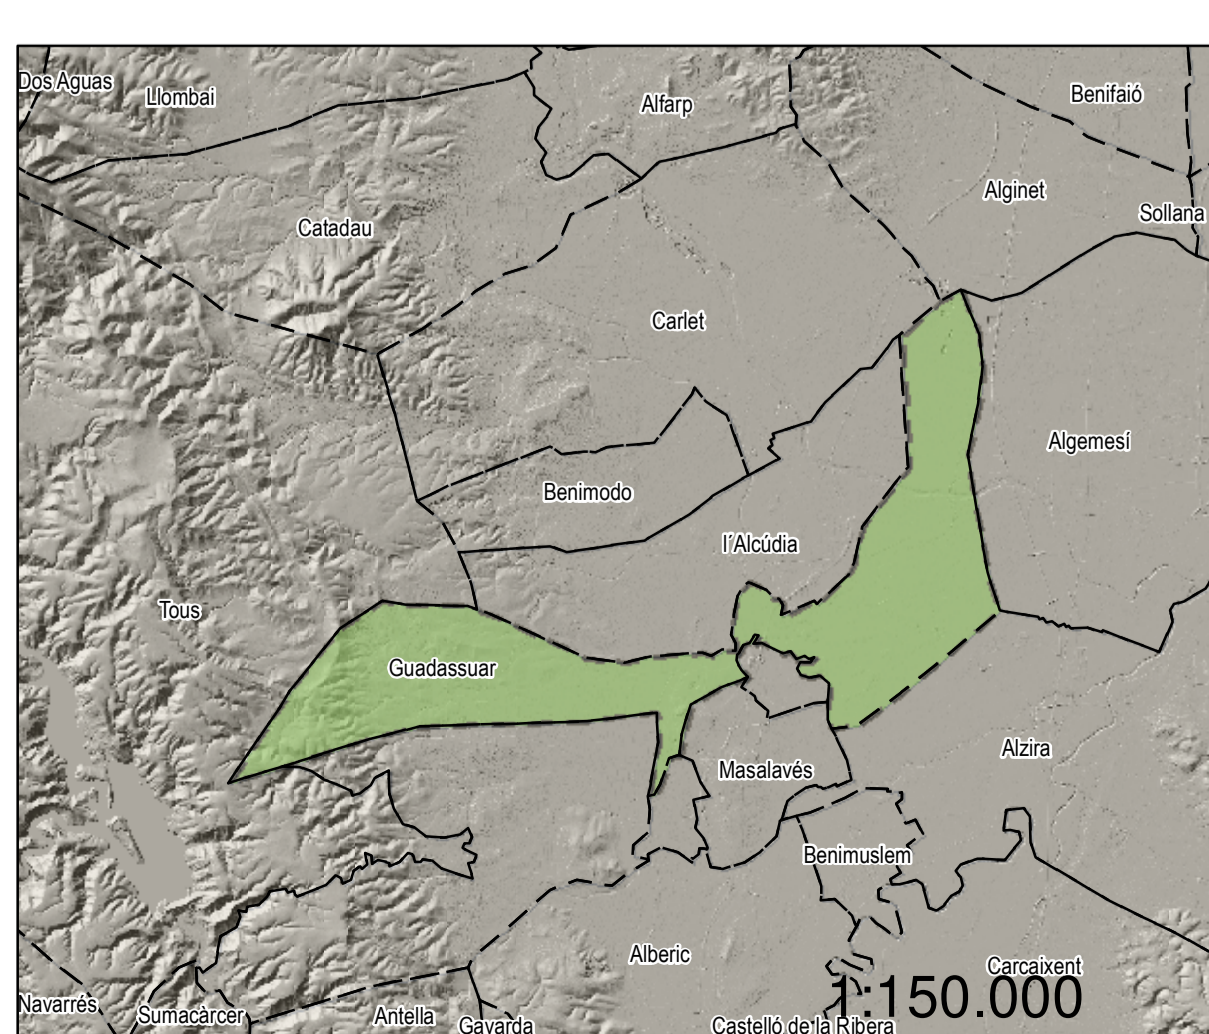 Dos Aguas
Llombai
Alfarp
Benifaió
Alginet
Sollana
Catadau
Carlet
Algemesí
Benimodo
l´Alcúdia
Tous
Guadassuar
Alzira
Masalavés
Benimuslem
Alberic
Carcaixent
1:150.000
Navarrés
Sumacàrcer
Antella
Gavarda
Castelló de la Ribera